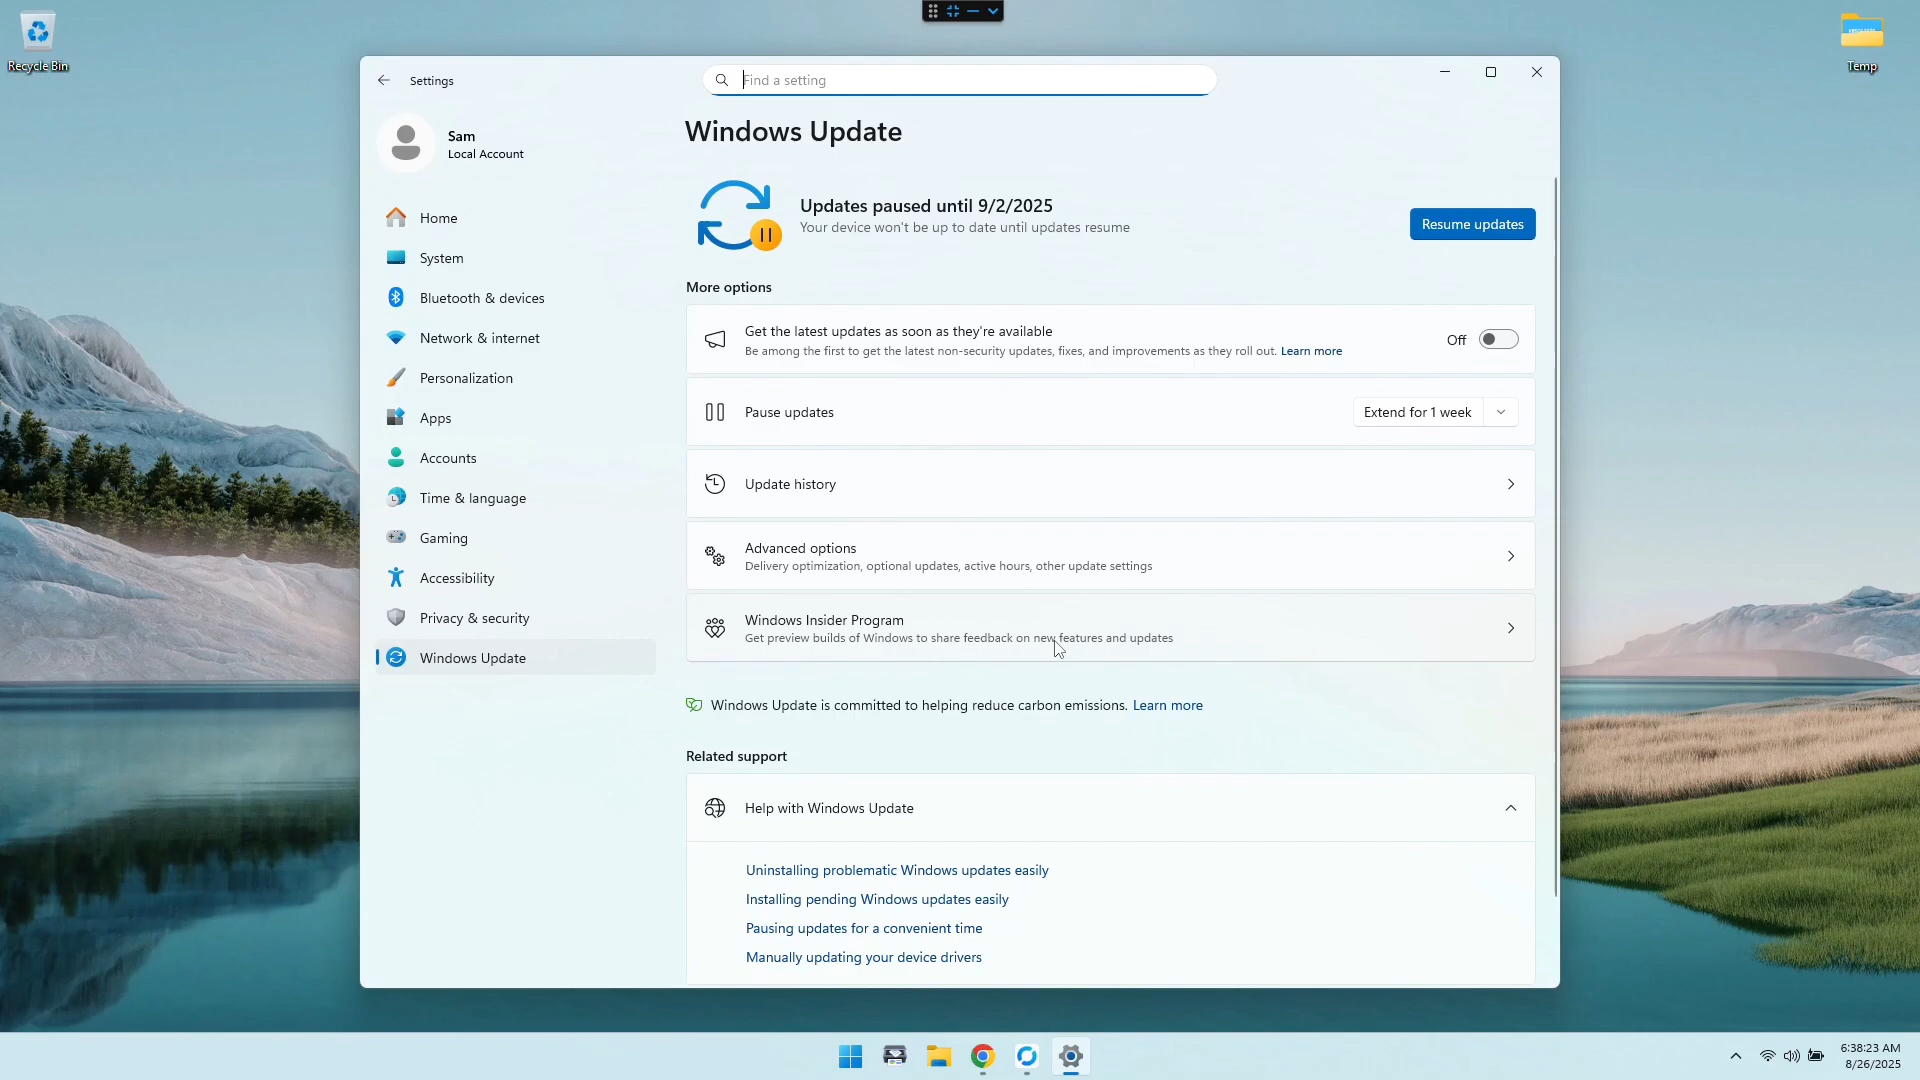 Recycle Bin
Temp
Settings
Find a setting
Sam
Local Account
Home
System
Bluetooth & devices
Network & internet
Personalization
Apps
Accounts
Time & language
Gaming
Accessibility
Privacy & security
Windows Update
Windows Update
Updates paused until 9/2/2025
Your device won't be up to date until updates resume
Resume updates
More options
Get the latest updates as soon as they're available
Be among the first to get the latest non-security updates, fixes, and improvements as they roll out. Learn more
Off
Pause updates
Extend for 1 week
Update history
Advanced options
Delivery optimization, optional updates, active hours, other update settings
Windows Insider Program
Get preview builds of Windows to share feedback on new features and updates
Windows Update is committed to helping reduce carbon emissions. Learn more
Related support
Help with Windows Update
Uninstalling problematic Windows updates easily
Installing pending Windows updates easily
Pausing updates for a convenient time
Manually updating your device drivers
6:38:23 AM
8/26/2025